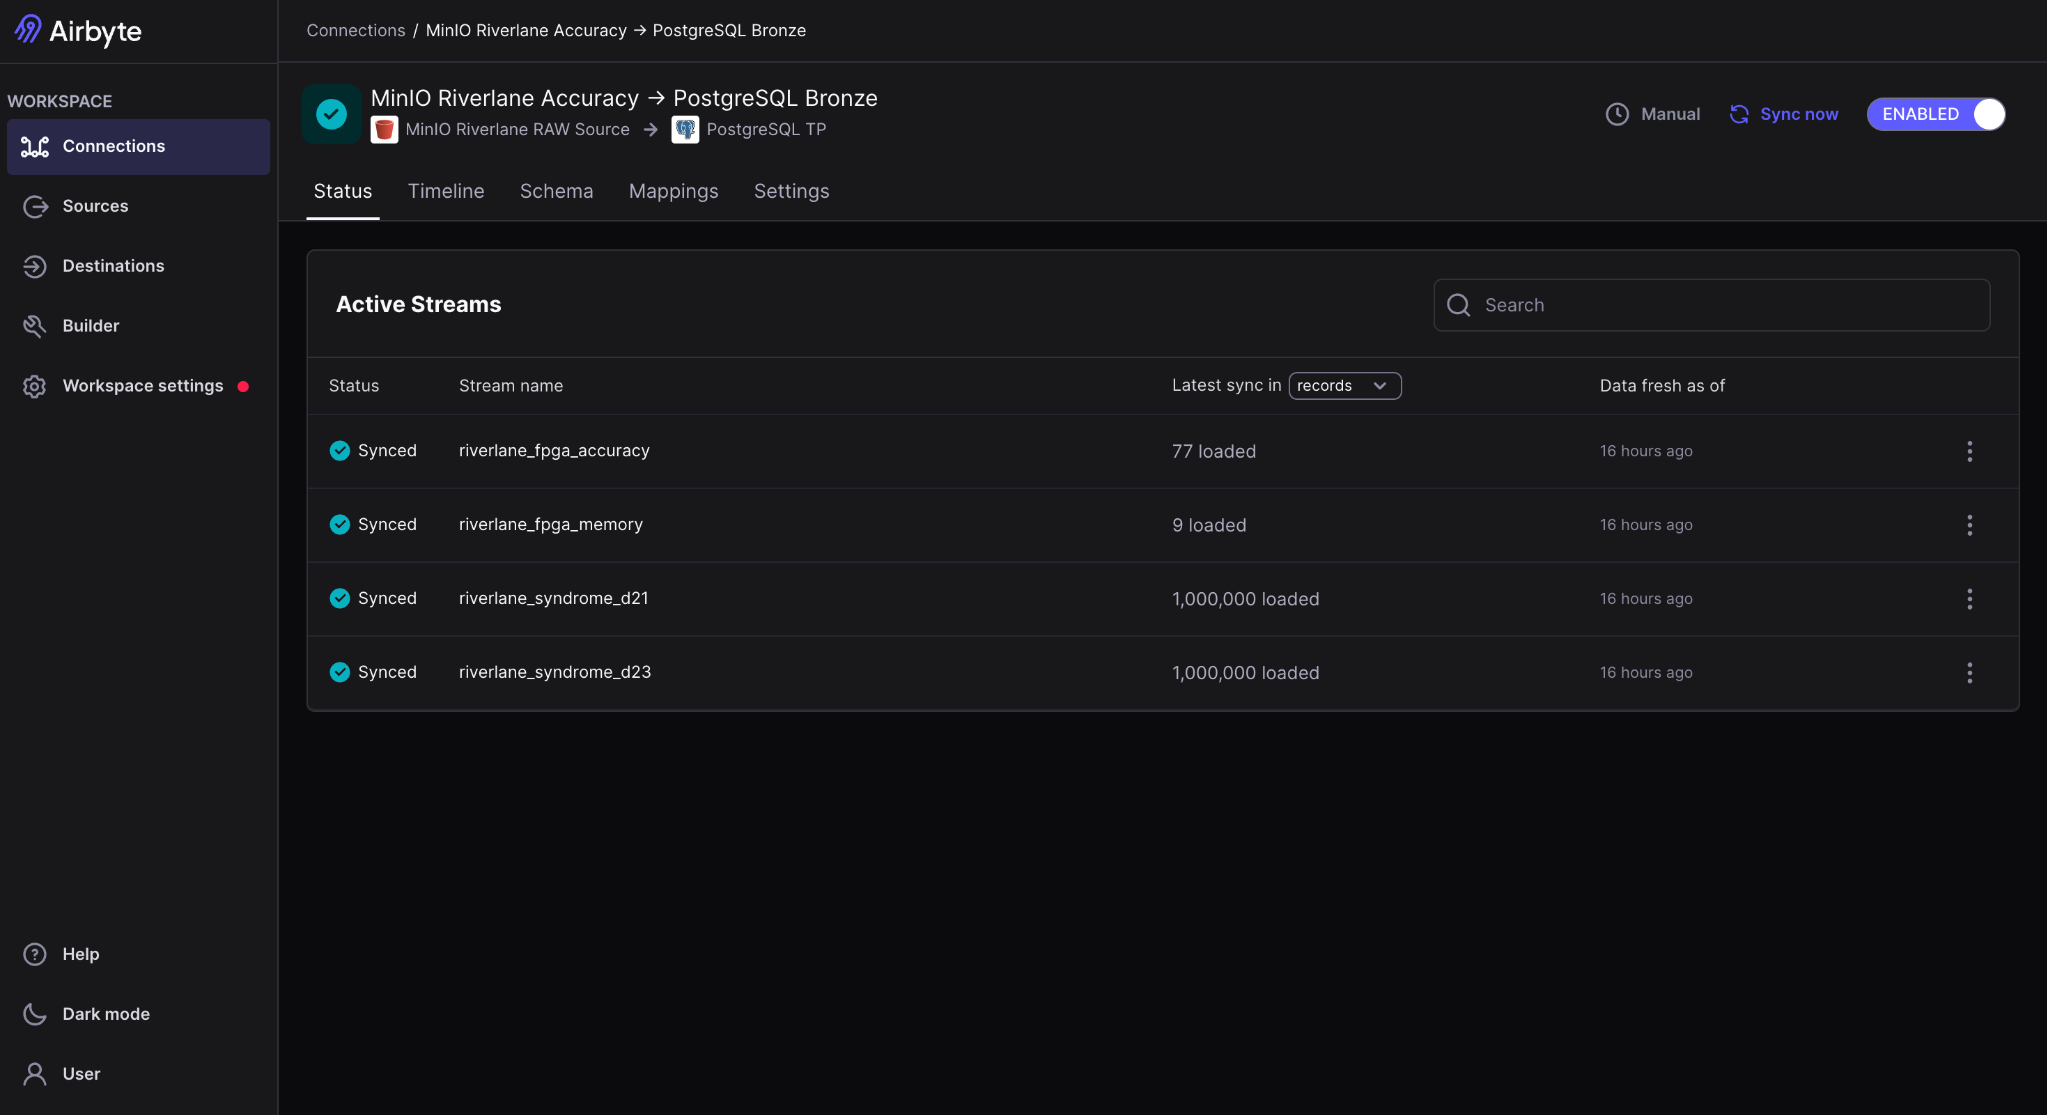 Airbyte
WORKSPACE
Connections
Sources
Destinations
Builder
Workspace settings
Help
Dark mode
User
Connections / MinIO Riverlane Accuracy → PostgreSQL Bronze
MinIO Riverlane Accuracy → PostgreSQL Bronze
MinIO Riverlane RAW Source → PostgreSQL TP
Manual
Sync now
ENABLED
Status Timeline Schema Mappings Settings
Active Streams
Search
Status Stream name Latest sync in records Data fresh as of
Synced riverlane_fpga_accuracy 77 loaded 16 hours ago
Synced riverlane_fpga_memory 9 loaded 16 hours ago
Synced riverlane_syndrome_d21 1,000,000 loaded 16 hours ago
Synced riverlane_syndrome_d23 1,000,000 loaded 16 hours ago